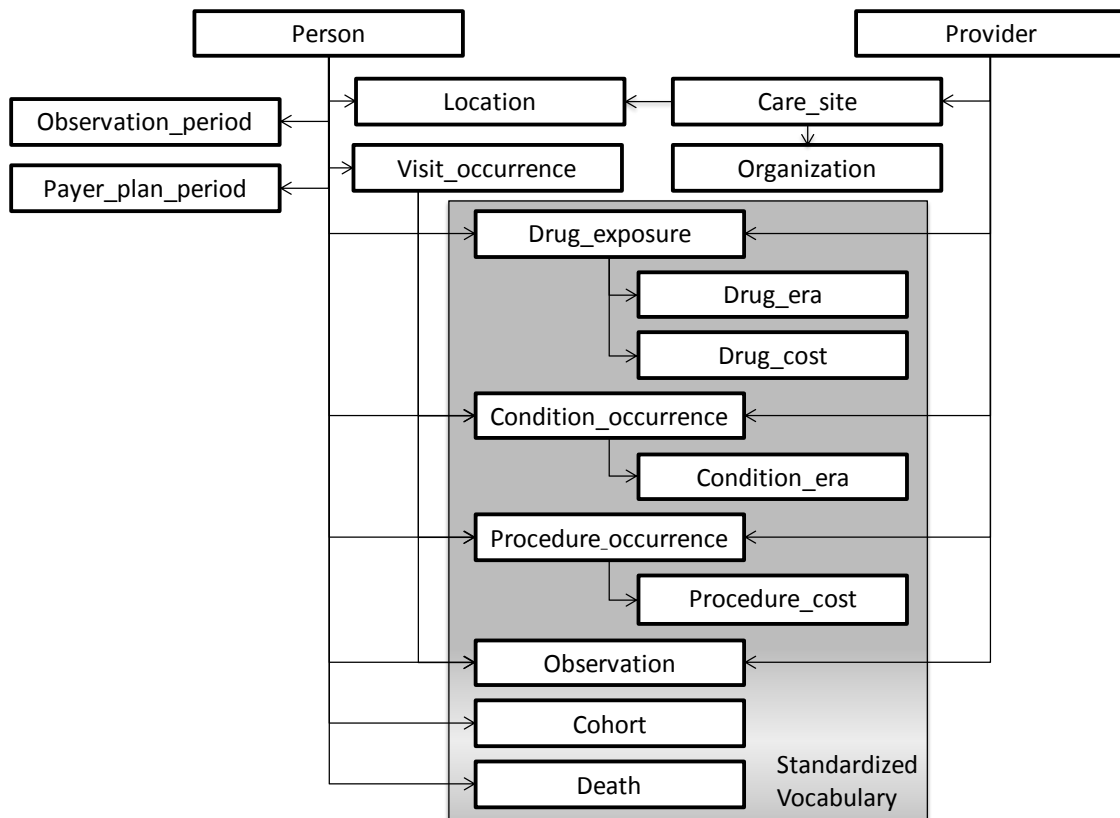 Person
Provider
Location
Care_site
Observation_period
Visit_occurrence
Organization
Payer_plan_period
Drug_exposure
Drug_era
Drug_cost
Condition_occurrence
Condition_era
Procedure_occurrence
Procedure_cost
Observation
Cohort
Death
Standardized
Vocabulary